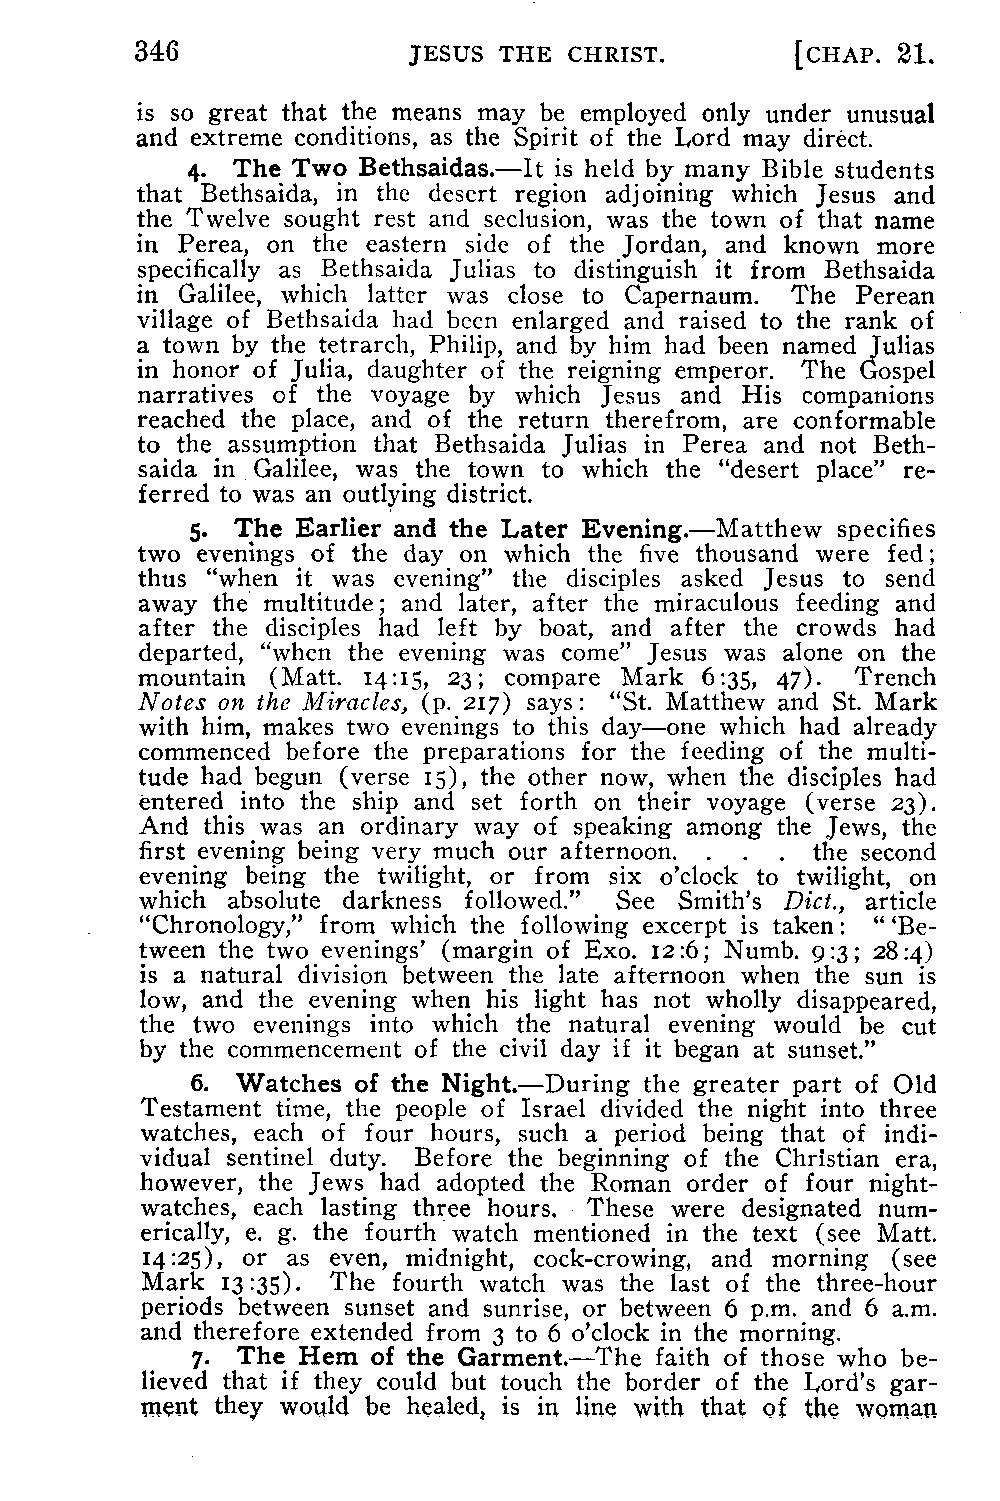 346 JESUS THE CHRIST. [CHAP. 21.
is so great that the means may be employed only under unusual
and extreme conditions, as the Spirit of the Lord may direct.
4. The Two Bethsaidas.—It is held by many Bible students
that Bethsaida, in the desert region adjoining which Jesus and
the Twelve sought rest and seclusion, was the town of that name
in Perea, on the eastern side of the Jordan, and known more
specifically as Bethsaida Julias to distinguish it from Bethsaida
in Galilee, which latter was close to Capernaum. The Perean
village of Bethsaida had been enlarged and raised to the rank of
a town by the tetrarch, Philip, and by him had been named Julias
in honor of Julia, daughter of the reigning emperor. The Gospel
narratives of the voyage by which Jesus and His companions
reached the place, and of the return therefrom, are conformable
to the assumption that Bethsaida Julias in Perea and not Beth-
saida in Galilee, was the town to which the “desert place” re-
ferred to was an outlying district.
5. The Earlier and the Later Evening.—Matthew specifies
two evenings of the day on which the five thousand were fed;
thus “when it was evening” the disciples asked Jesus to send
away the multitude; and later, after the miraculous feeding and
after the disciples had left by boat, and after the crowds had
departed, “when the evening was come” Jesus was alone on the
mountain (Matt. 14:15, 23; compare Mark 6:35, 47). Trench
Notes on the Miracles, (p. 217) says: “St. Matthew and St. Mark
with him, makes two evenings to this day—one which had already
commenced before the preparations for the feeding of the multi-
tude had begun (verse 15), the other now, when the disciples had
entered into the ship and set forth on their voyage (verse 23).
And this was an ordinary way of speaking among the Jews, the
first evening being very much our afternoon. . . . the second
evening being the twilight, or from six o’clock to twilight, on
which absolute darkness followed.” See Smith’s Dict., article
“Chronology,” from which the following excerpt is taken: “ ‘Be-
tween the two evenings’ (margin of Exo. 12:6; Numb. 9:3; 28:4)
is a natural division between the late afternoon when the sun is
low, and the evening when his light has not wholly disappeared,
the two evenings into which the natural evening would be cut
by the commencement of the civil day if it began at sunset.”
6. Watches of the Night.—During the greater part of Old
Testament time, the people of Israel divided the night into three
watches, each of four hours, such a period being that of indi-
vidual sentinel duty. Before the beginning of the Christian era,
however, the Jews had adopted the Roman order of four night-
watches, each lasting three hours. These were designated num-
erically, e. g. the fourth watch mentioned in the text (see Matt.
14:25), or as even, midnight, cock-crowing, and morning (see
Mark 13:35). The fourth watch was the last of the three-hour
periods between sunset and sunrise, or between 6 p.m. and 6 a.m.
and therefore extended from 3 to 6 o’clock in the morning.
7. The Hem of the Garment.—The faith of those who be-
lieved that if they could but touch the border of the Lord’s gar-
ment they would be healed, is in line with that of the woman